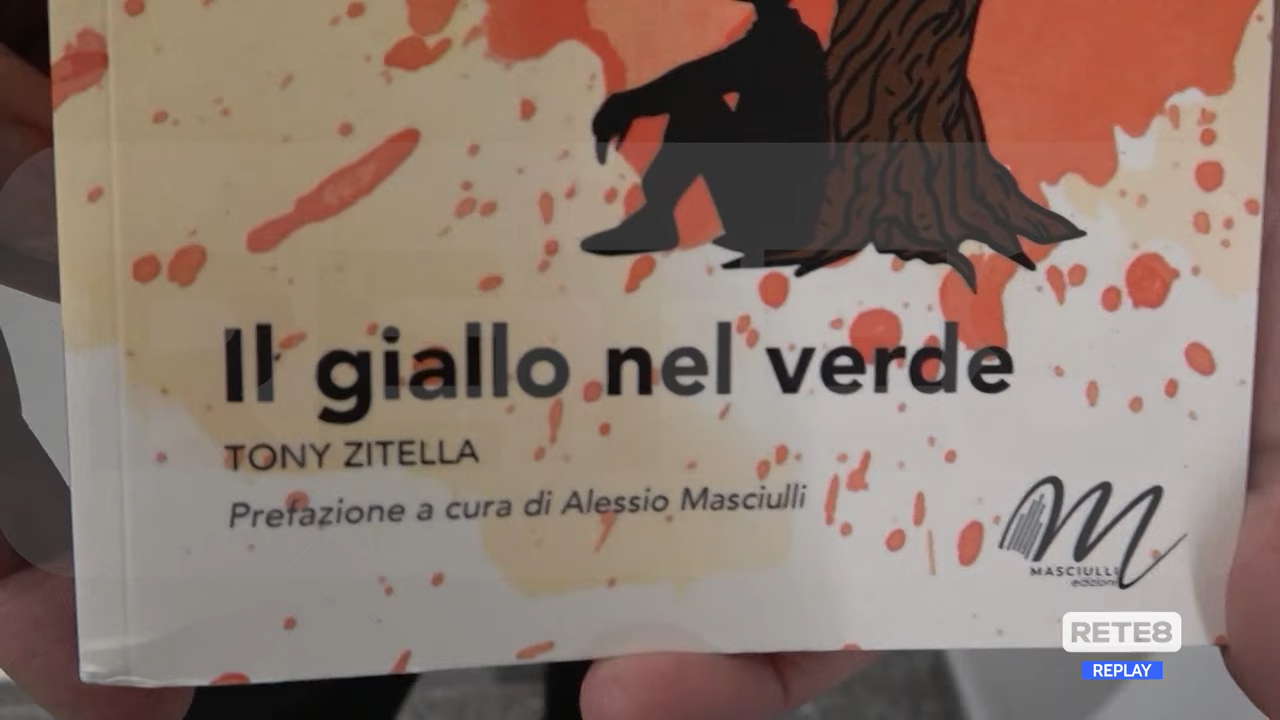 Il giallo nel verde
TONY ZITELLA
Prefazione a cura di Alessio Masciulli
M
MASCIULLI
edizioni
RETE8
REPLAY